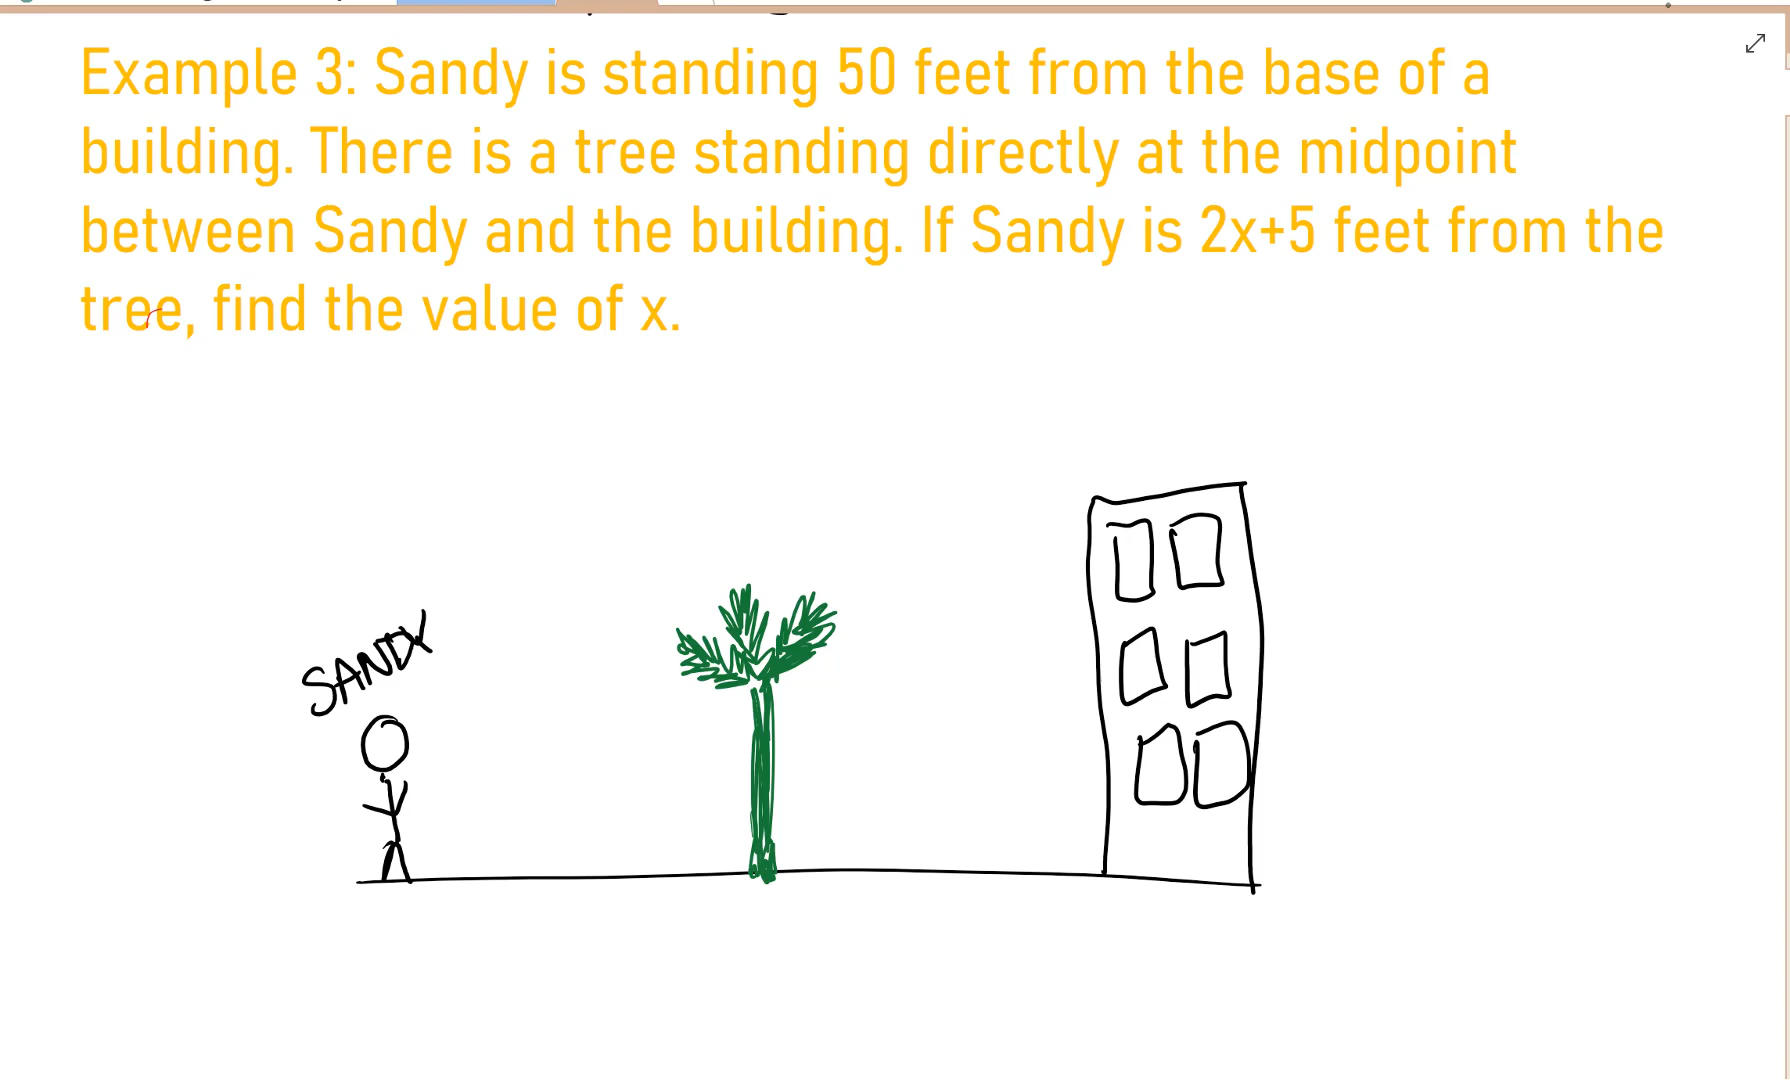 Example 3: Sandy is standing 50 feet from the base of a
building. There is a tree standing directly at the midpoint
between Sandy and the building. If Sandy is 2x+5 feet from the
tree, find the value of x.
SANDY